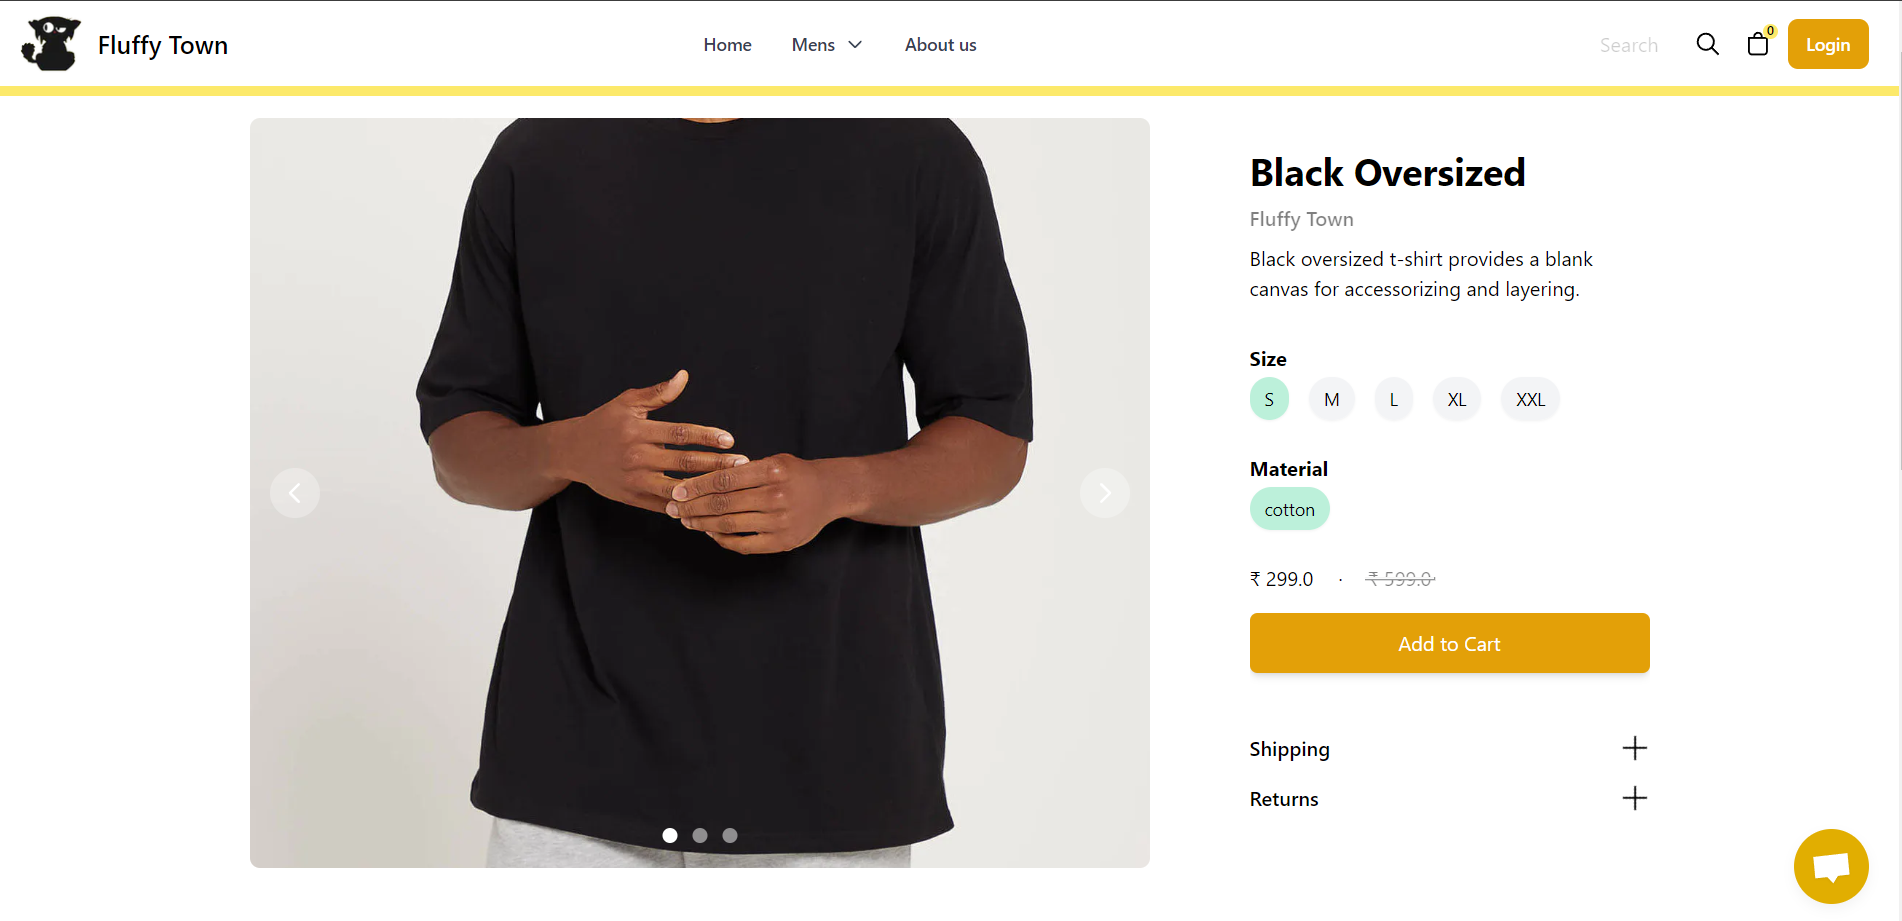 Fluffy Town
Home
Mens
About us
Search
0
Login
Black Oversized
Fluffy Town
Black oversized t-shirt provides a blank
canvas for accessorizing and layering.
Size
S M L XL XXL
Material
cotton
₹ 299.0 · ₹ 599.0
Add to Cart
Shipping
Returns